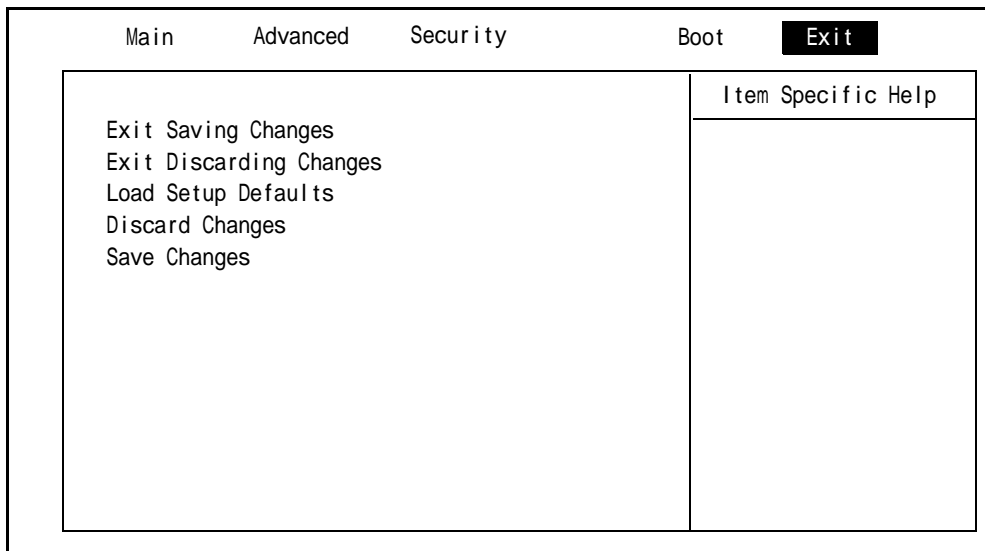 Main Advanced Security Boot Exit
Item Specific Help
Exit Saving Changes
Exit Discarding Changes
Load Setup Defaults
Discard Changes
Save Changes